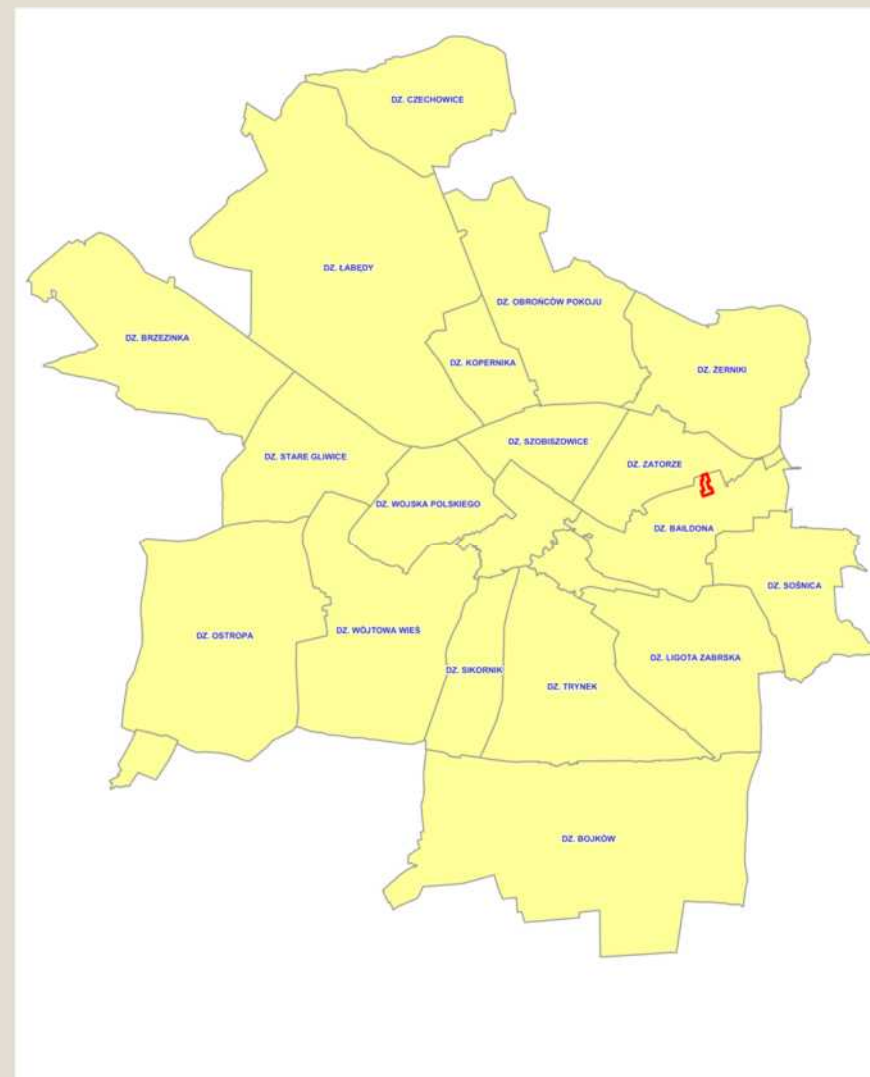 DZ. CZECHOWICE
DZ. ŁABĘDY
DZ. OBROŃCÓW POKOJU
DZ. BRZEZINKA
DZ. KOPERNIKA
DZ. ŻERNIKI
DZ, SZOBISZOWICE
DZ. STARE GLIWICE
DZ. ZATORZE
DZ. WOJSKA POLSKIEGO
DZ. BAILDONA
DZ. SOŚNICA
DZ. OSTROPA
DZ. WÓJTOWA WIEŚ
DZ. LIGOTA ZABRSKA
DZ. SIKORNIK
DZ. TRYNEK
DZ. BOJKÓW